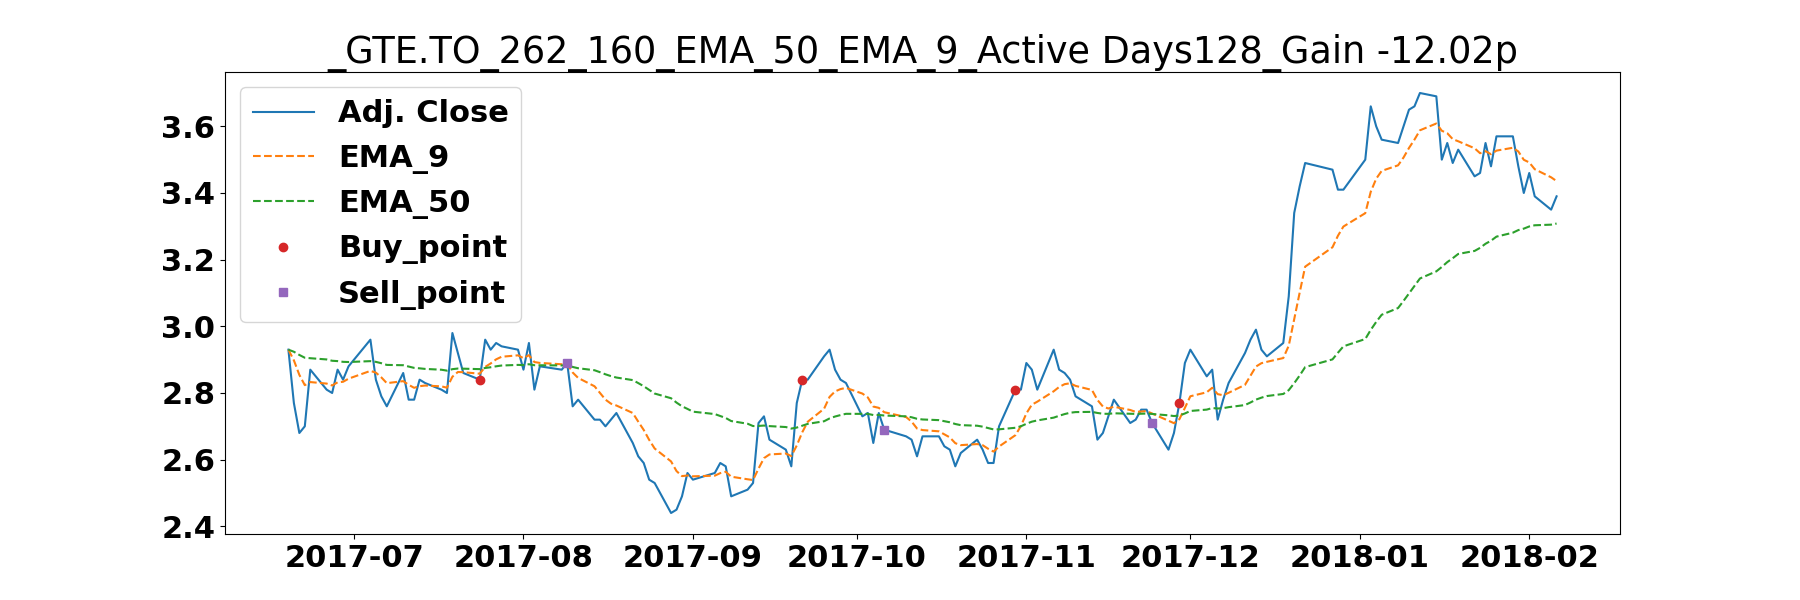 _GTE.TO_262_160_EMA_50_EMA_9_Active Days128_Gain -12.02p
Adj. Close
EMA_9
EMA_50
Buy_point
Sell_point
3.6
3.4
3.2
3.0
2.8
2.6
2.4
2017-07 2017-08 2017-09 2017-10 2017-11 2017-12 2018-01 2018-02